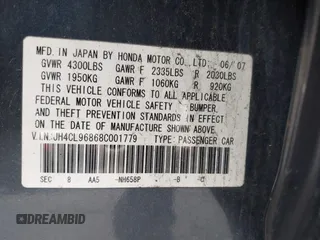 MFD. IN JAPAN BY HONDA MOTOR CO., LTD. 06/07
GVWR 4300LBS GAWR F 2335LBS R 2030LBS
GVWR 1950KG GAWR F 1060KG R 920KG
THIS VEHICLE CONFORMS TO ALL APPLICABLE
FEDERAL MOTOR VEHICLE SAFETY, BUMPER,
AND THEFT PREVENTION STANDARDS IN EFFECT
ON THE DATE OF MANUFACTURE SHOWN ABOVE.
V.I.N. JH4CL96868C001779 TYPE: PASSENGER CAR
SEC 8 AA5 -NH658P -B C